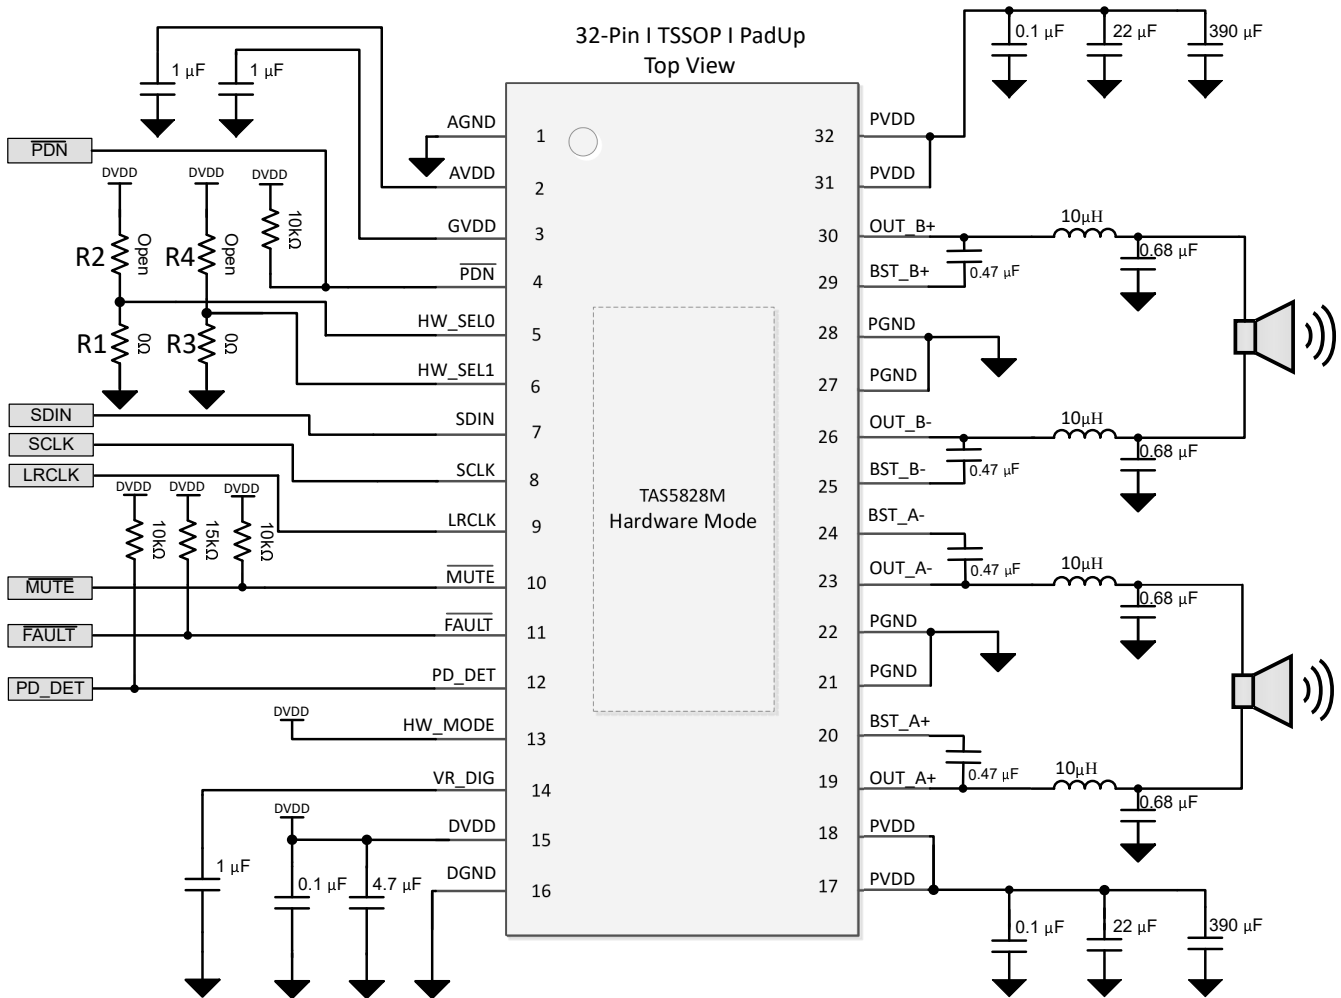 32-Pin I TSSOP I PadUp
Top View
1 µF
1 µF
0.1 µF
22 µF
390 µF
PDN
DVDD
DVDD
DVDD
R2
Open
R4
Open
10kΩ
R1
0Ω
R3
0Ω
SDIN
SCLK
LRCLK
DVDD
DVDD
DVDD
10kΩ
15kΩ
10kΩ
MUTE
FAULT
PD_DET
DVDD
DVDD
1 µF
0.1 µF
4.7 µF
AGND
1
AVDD
2
GVDD
3
PDN
4
HW_SEL0
5
HW_SEL1
6
SDIN
7
SCLK
8
LRCLK
9
MUTE
10
FAULT
11
PD_DET
12
HW_MODE
13
VR_DIG
14
DVDD
15
DGND
16
TAS5828M
Hardware Mode
32
PVDD
31
PVDD
30
OUT_B+
29
BST_B+
28
PGND
27
PGND
26
OUT_B-
25
BST_B-
24
BST_A-
23
OUT_A-
22
PGND
21
PGND
20
BST_A+
19
OUT_A+
18
PVDD
17
PVDD
10µH
0.47 µF
0.68 µF
10µH
0.47 µF
0.68 µF
10µH
0.47 µF
0.68 µF
10µH
0.47 µF
0.68 µF
0.1 µF
22 µF
390 µF